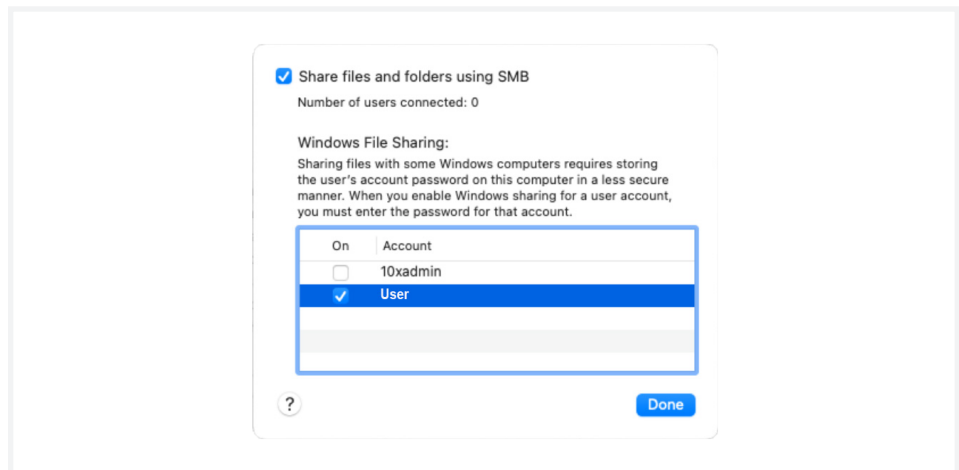 Share files and folders using SMB
Number of users connected: 0
Windows File Sharing:
Sharing files with some Windows computers requires storing
the user's account password on this computer in a less secure
manner. When you enable Windows sharing for a user account,
you must enter the password for that account.
On Account
10xadmin
User
? Done